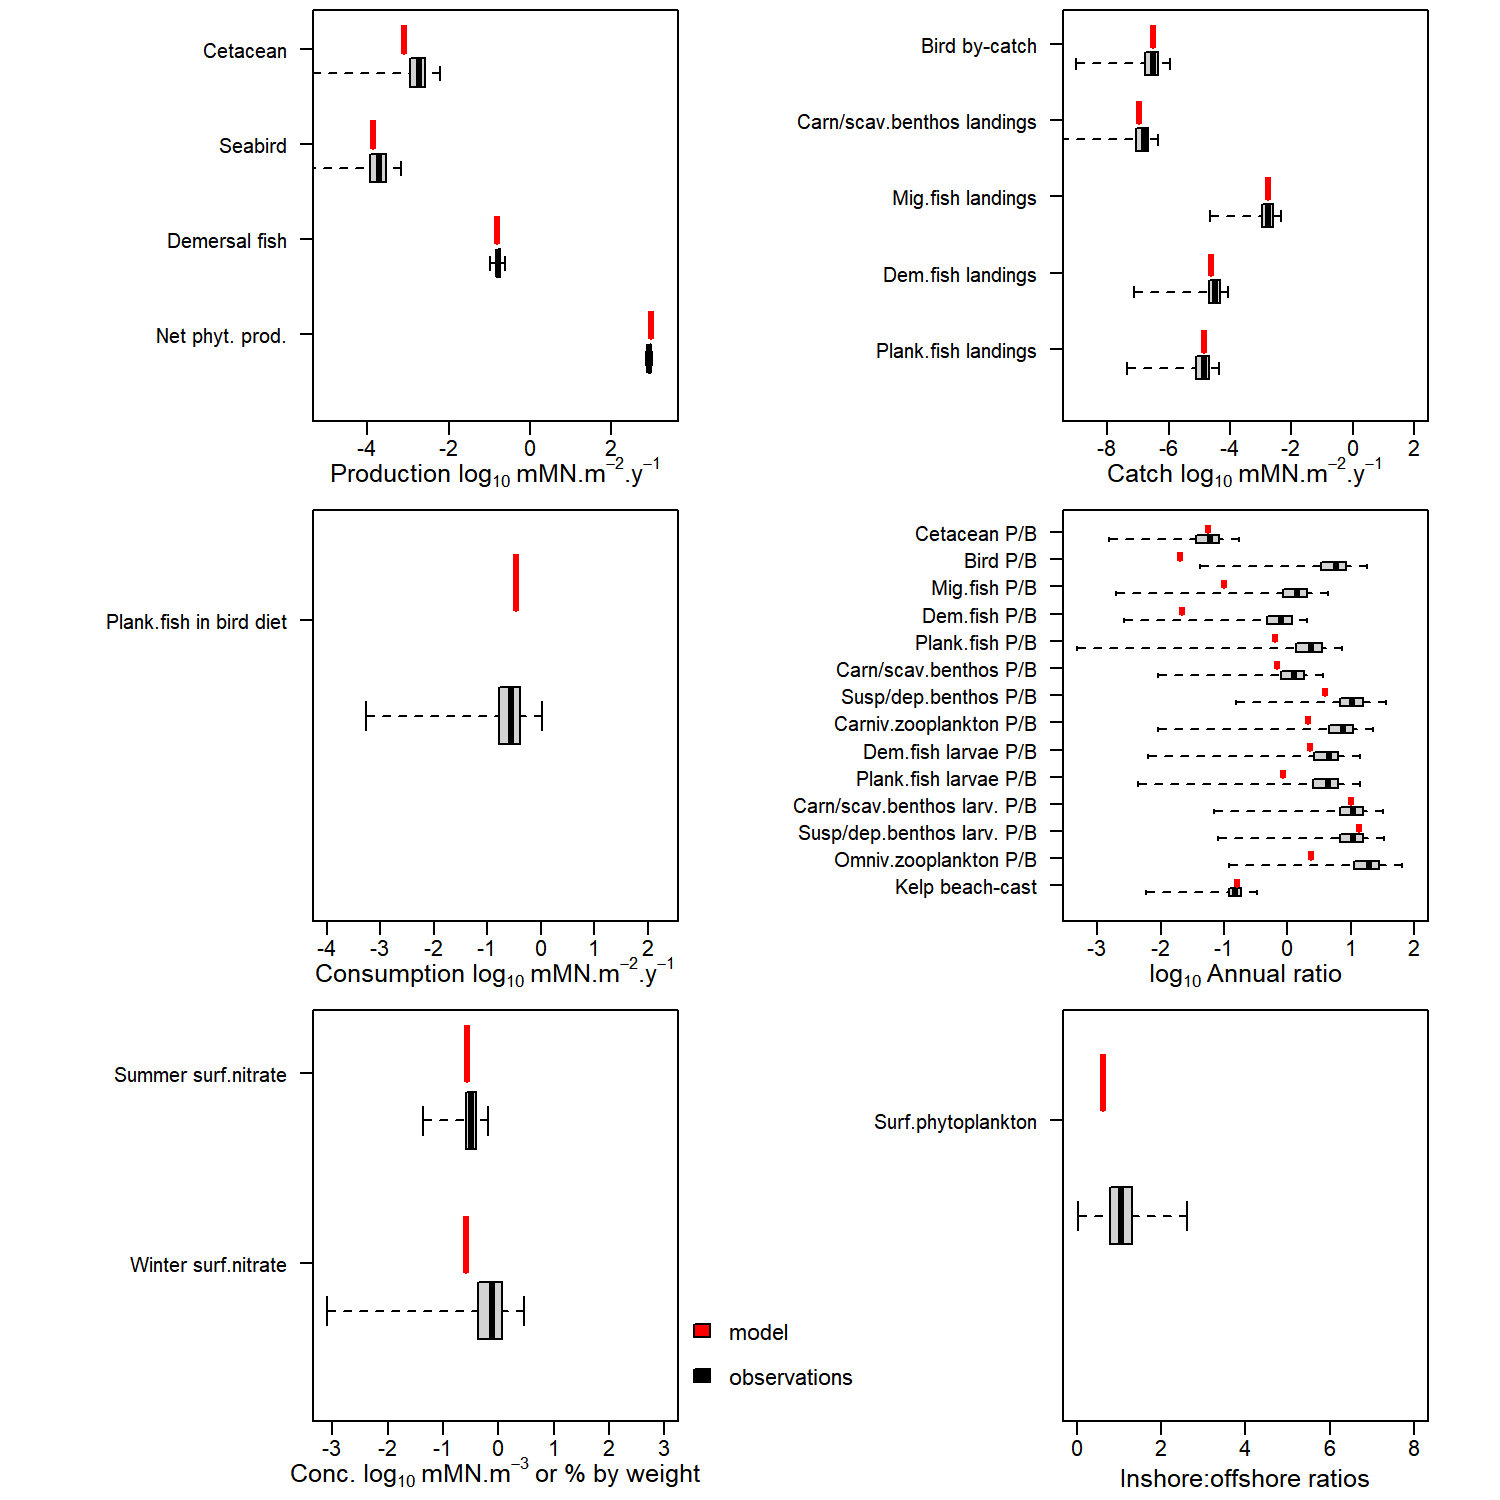 Cetacean
Seabird
Demersal fish
Net phyt. prod.
-4 -2 0 2
Production log₁₀ mMN.m⁻².y⁻¹
Bird by-catch
Carn/scav.benthos landings
Mig.fish landings
Dem.fish landings
Plank.fish landings
-8 -6 -4 -2 0 2
Catch log₁₀ mMN.m⁻².y⁻¹
Plank.fish in bird diet
-4 -3 -2 -1 0 1 2
Consumption log₁₀ mMN.m⁻².y⁻¹
Cetacean P/B
Bird P/B
Mig.fish P/B
Dem.fish P/B
Plank.fish P/B
Carn/scav.benthos P/B
Susp/dep.benthos P/B
Carniv.zooplankton P/B
Dem.fish larvae P/B
Plank.fish larvae P/B
Carn/scav.benthos larv. P/B
Susp/dep.benthos larv. P/B
Omniv.zooplankton P/B
Kelp beach-cast
-3 -2 -1 0 1 2
log₁₀ Annual ratio
Summer surf.nitrate
Winter surf.nitrate
-3 -2 -1 0 1 2 3
Conc. log₁₀ mMN.m⁻³ or % by weight
model
observations
Surf.phytoplankton
0 2 4 6 8
Inshore:offshore ratios